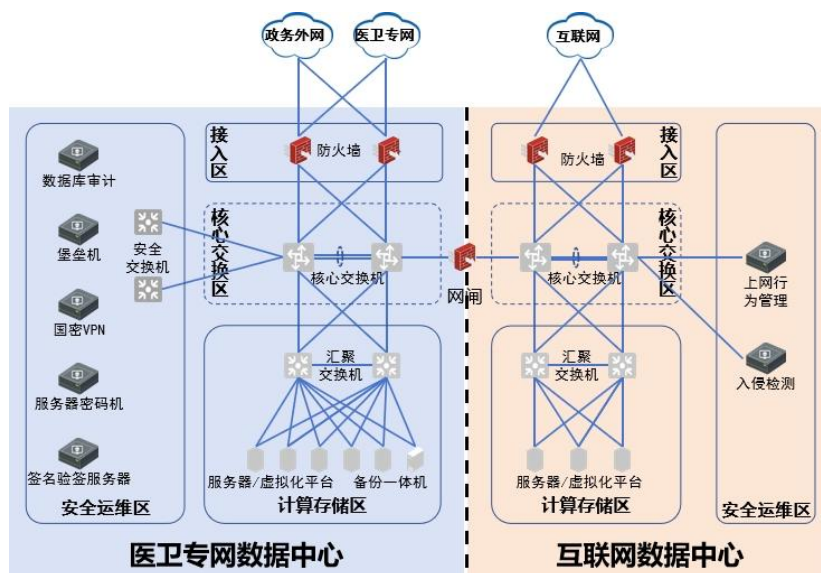 政务外网
医卫专网
互联网
接入区
防火墙
防火墙
接入区
数据库审计
堡垒机
安全
交换机
国密VPN
服务器密码机
签名验签服务器
安全运维区
核心交换区
核心交换机
网闸
核心交换机
核心交换区
上网行
为管理
入侵检测
汇聚
交换机
服务器/虚拟化平台
备份一体机
计算存储区
汇聚
交换机
服务器/虚拟化平台
计算存储区
安全运维区
医卫专网数据中心
互联网数据中心